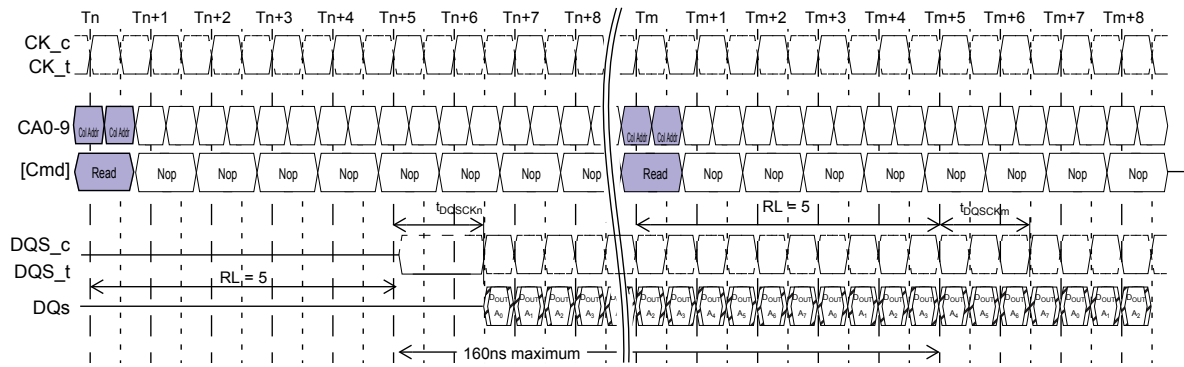 Tn Tn+1 Tn+2 Tn+3 Tn+4 Tn+5 Tn+6 Tn+7 Tn+8 Tm Tm+1 Tm+2 Tm+3 Tm+4 Tm+5 Tm+6 Tm+7 Tm+8
CK_c
CK_t
CA0-9 Col Addr Col Addr Col Addr Col Addr
[Cmd] Read Nop Nop Nop Nop Nop Nop Nop Nop Read Nop Nop Nop Nop Nop Nop Nop Nop
tDQSCKn RL = 5 tDQSCKm
DQS_c
DQS_t
RL = 5
DQs DOUT A0 DOUT A1 DOUT A2 DOUT A3 DOUT A2 DOUT A3 DOUT A4 DOUT A5 DOUT A6 DOUT A7 DOUT A0 DOUT A1 DOUT A2 DOUT A3 DOUT A4 DOUT A5 DOUT A6 DOUT A7 DOUT A0 DOUT A1 DOUT A2
160ns maximum